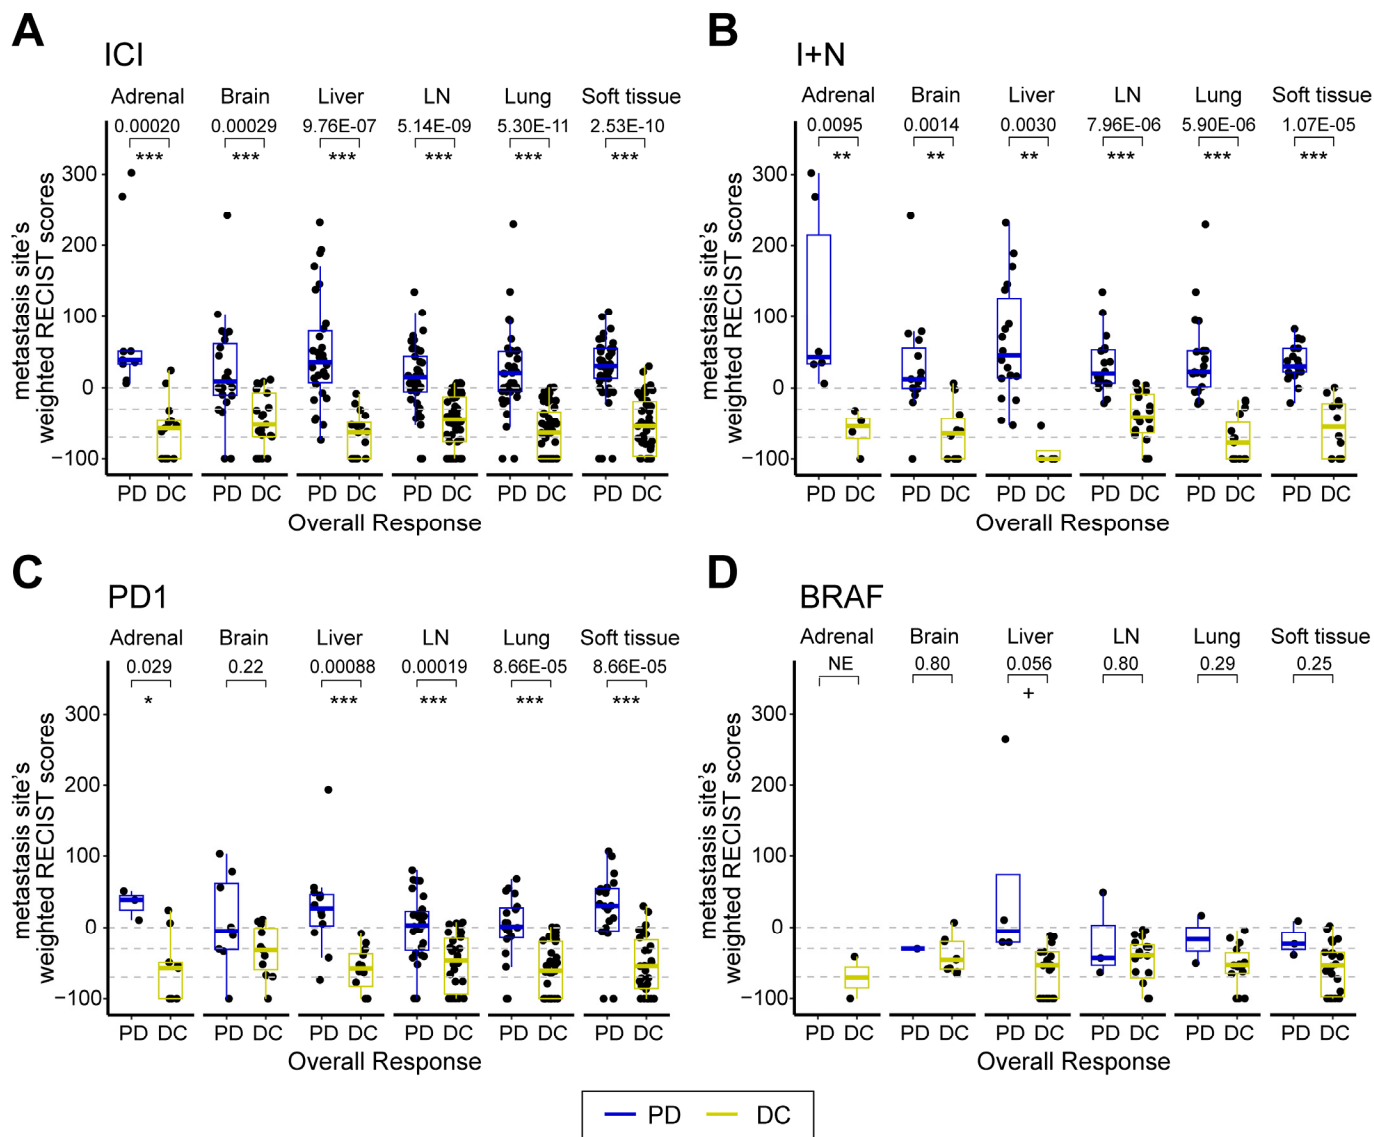 A
ICI
Adrenal Brain Liver LN Lung Soft tissue
0.00020 0.00029 9.76E-07 5.14E-09 5.30E-11 2.53E-10
*** *** *** *** *** ***
metastasis site's
weighted RECIST scores
300
200
100
0
−100
PD DC PD DC PD DC PD DC PD DC PD DC
Overall Response
B
I+N
Adrenal Brain Liver LN Lung Soft tissue
0.0095 0.0014 0.0030 7.96E-06 5.90E-06 1.07E-05
** ** ** *** *** ***
metastasis site's
weighted RECIST scores
300
200
100
0
−100
PD DC PD DC PD DC PD DC PD DC PD DC
Overall Response
C
PD1
Adrenal Brain Liver LN Lung Soft tissue
0.029 0.22 0.00088 0.00019 8.66E-05 8.66E-05
* *** *** *** ***
metastasis site's
weighted RECIST scores
300
200
100
0
−100
PD DC PD DC PD DC PD DC PD DC PD DC
Overall Response
D
BRAF
Adrenal Brain Liver LN Lung Soft tissue
NE 0.80 0.056 0.80 0.29 0.25
+
metastasis site's
weighted RECIST scores
300
200
100
0
−100
PD DC PD DC PD DC PD DC PD DC PD DC
Overall Response
PD DC